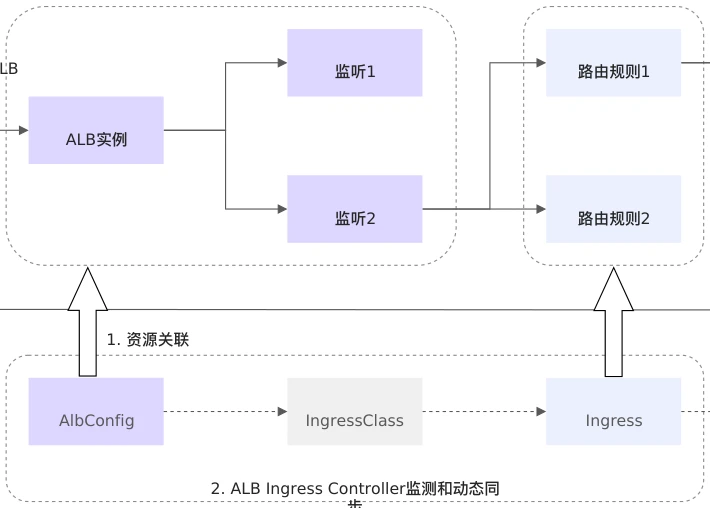 LB
监听1
路由规则1
ALB实例
监听2
路由规则2
1. 资源关联
AlbConfig
IngressClass
Ingress
2. ALB Ingress Controller监测和动态同
步